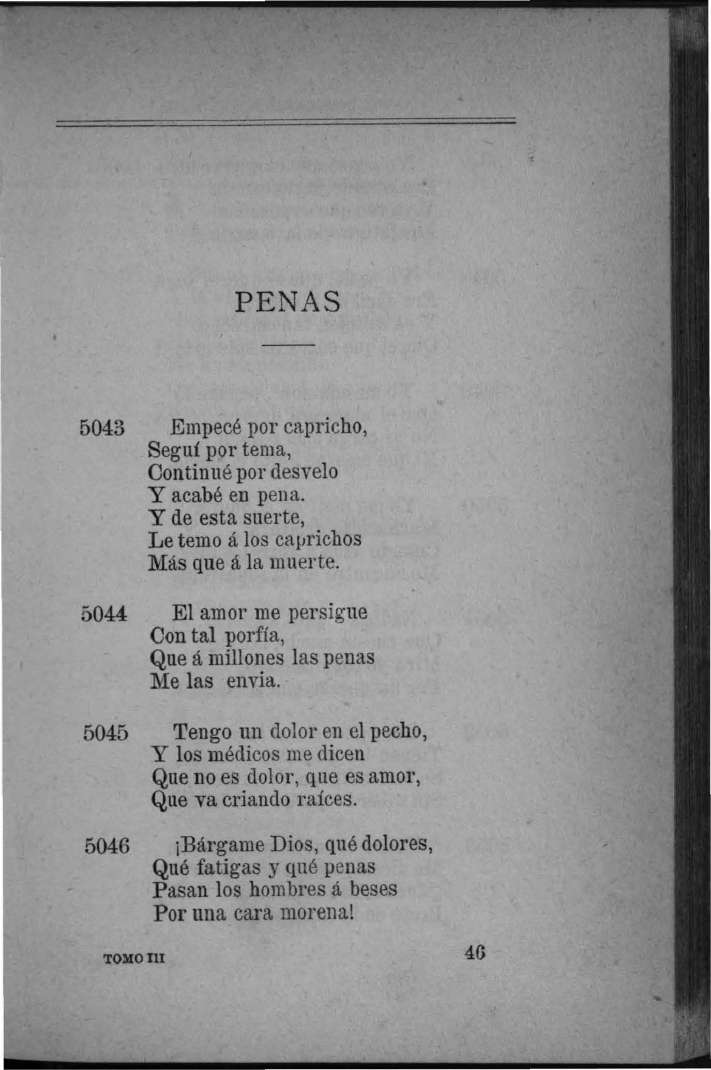 PENAS
5043 Empecé por capricho,
Seguí por tema,
Continué por desvelo
Y acabé en pena.
Y de esta suerte,
Le temo á los caprichos
Más que á la muerte.
5044 El amor me persigue
Con tal porfía,
Que á millones las penas
Me las envia.
5045 Tengo un dolor en el pecho,
Y los médicos me dicen
Que no es dolor, que es amor,
Que va criando raíces.
5046 ¡Bárgame Dios, qué dolores,
Qué fatigas y qué penas
Pasan los hombres á beses
Por una cara morena!
TOMO III 46